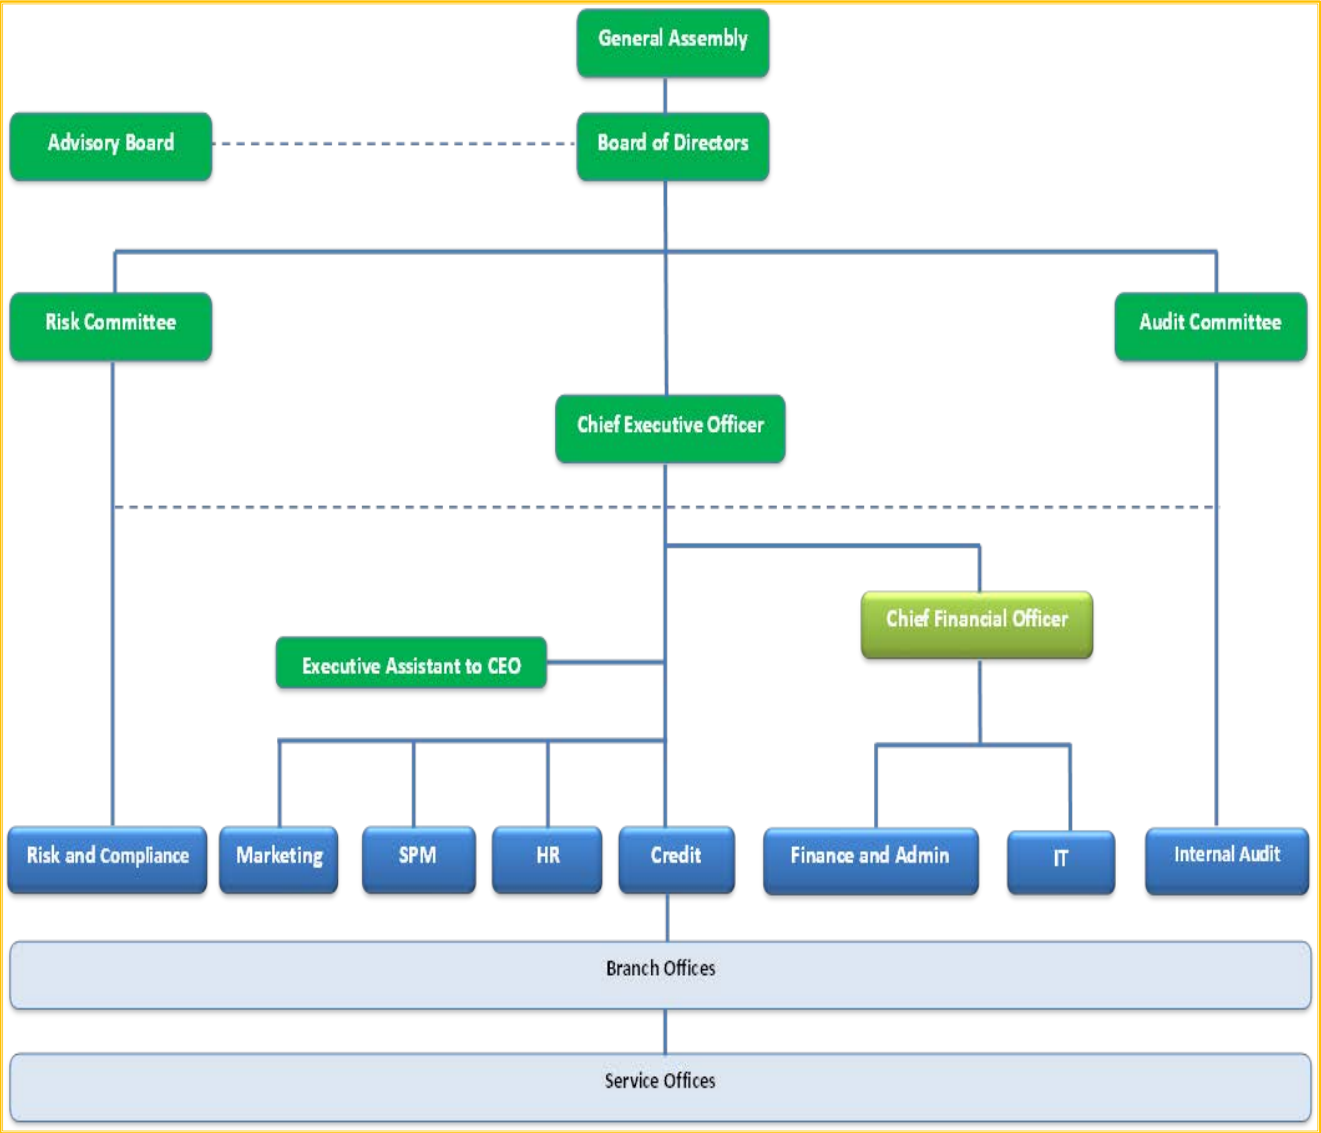 General Assembly
Advisory Board
Board of Directors
Risk Committee
Audit Committee
Chief Executive Officer
Chief Financial Officer
Executive Assistant to CEO
Risk and Compliance
Marketing
SPM
HR
Credit
Finance and Admin
IT
Internal Audit
Branch Offices
Service Offices